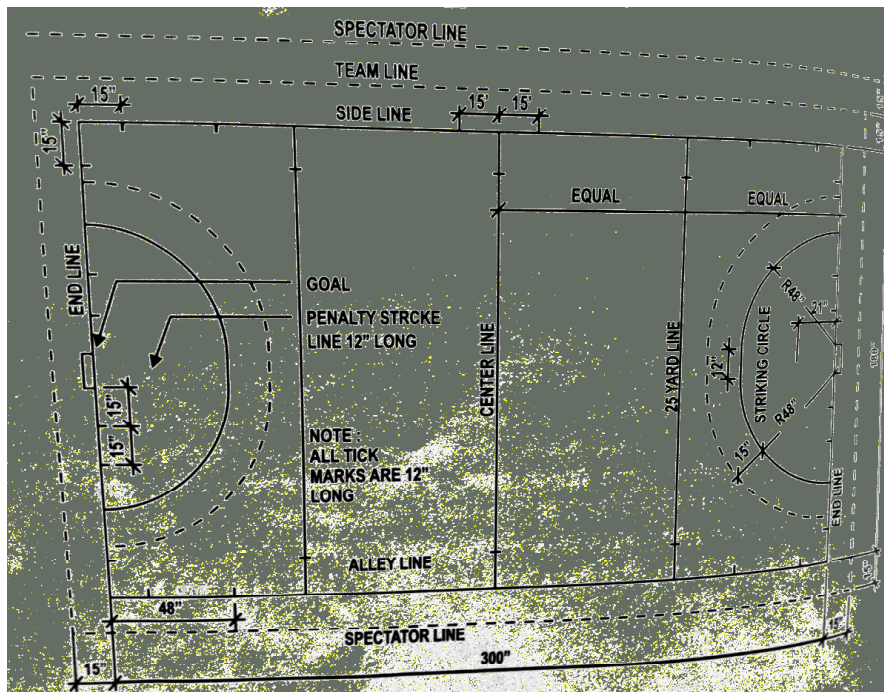 SPECTATOR LINE
TEAM LINE
15"
15'
15'
SIDE LINE
15"
15"
15"
EQUAL
EQUAL
END LINE
GOAL
R48"
21"
PENALTY STRCKE
LINE 12" LONG
CENTER LINE
25 YARD LINE
12"
STRIKING CIRCLE
180"
15"
15"
R48"
15"
NOTE :
ALL TICK
MARKS ARE 12"
LONG
END LINE
ALLEY LINE
48"
SPECTATOR LINE
15"
15"
300"